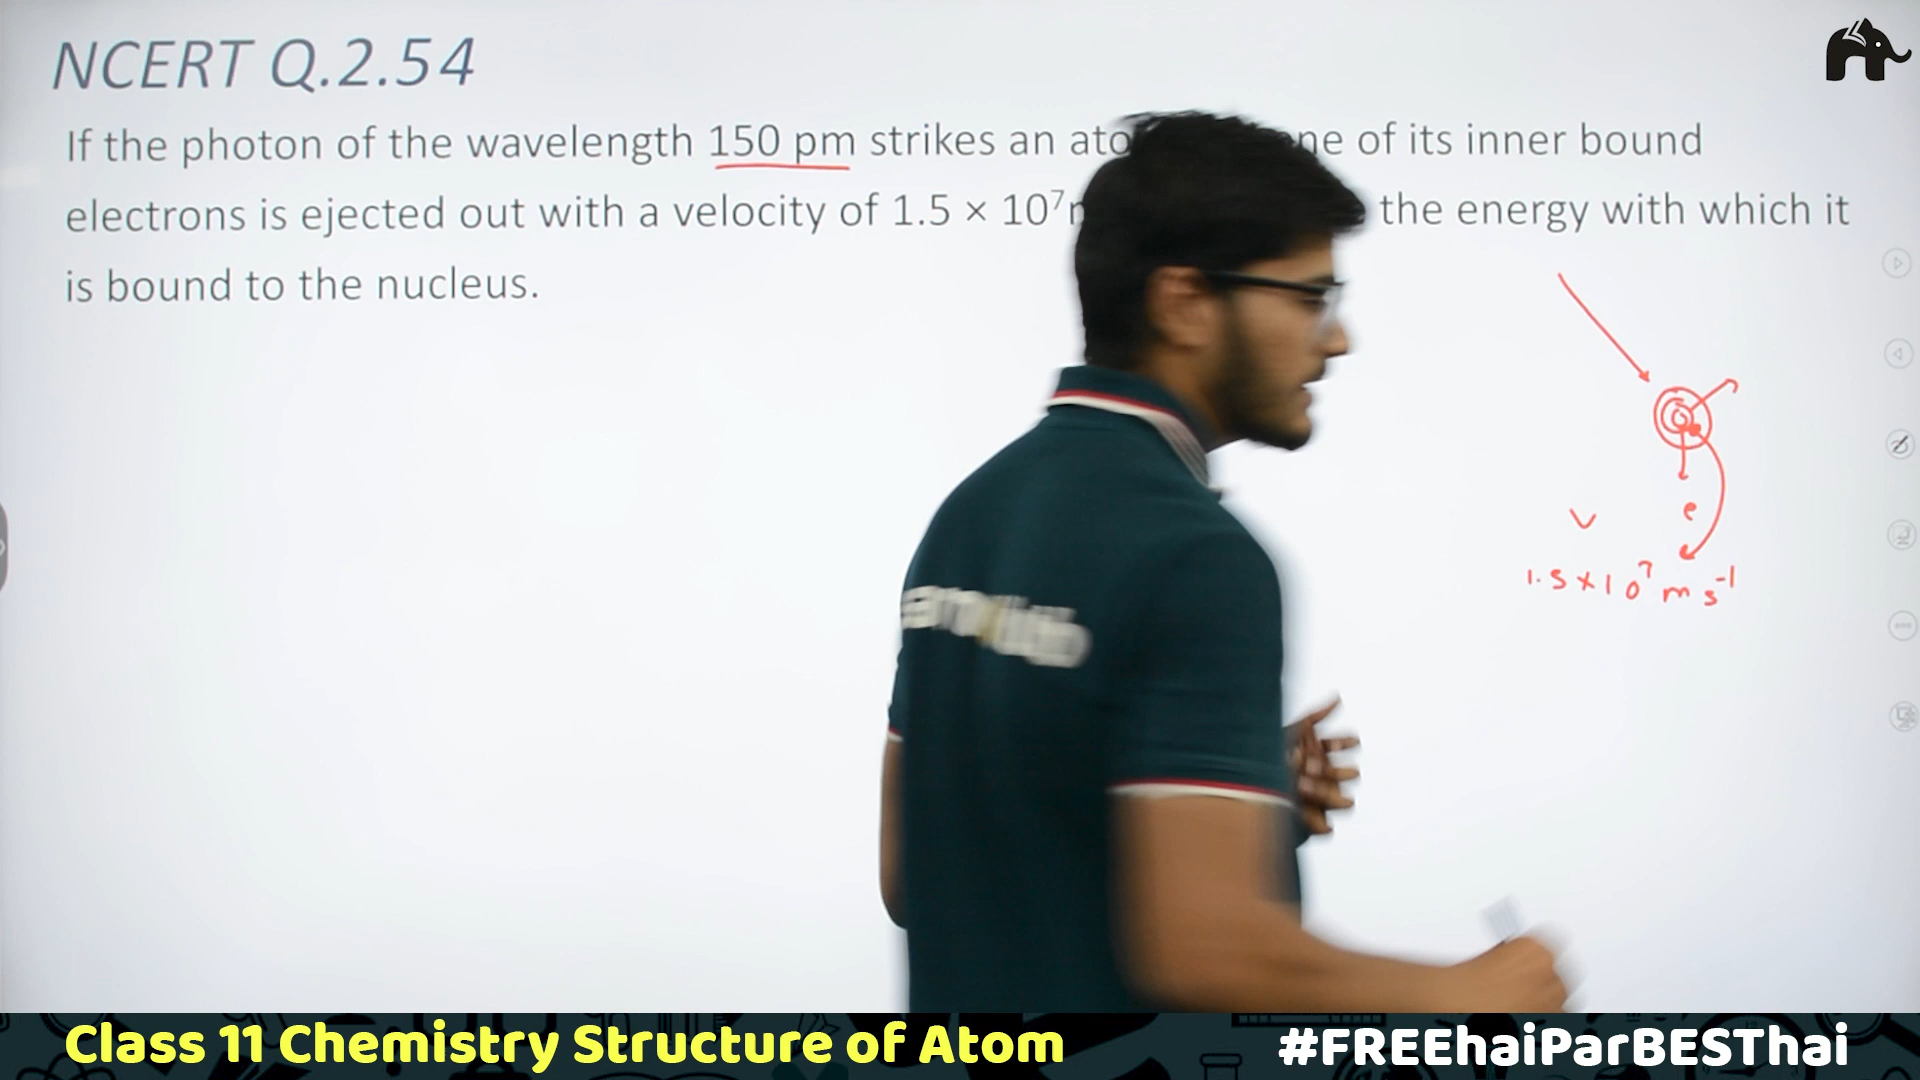 NCERT Q.2.54
If the photon of the wavelength 150 pm strikes an ato ne of its inner bound
electrons is ejected out with a velocity of 1.5 × 10⁷ the energy with which it
is bound to the nucleus.
e
v
1.5 × 10⁷ m s⁻¹
Class 11 Chemistry Structure of Atom
#FREEhaiParBESThai